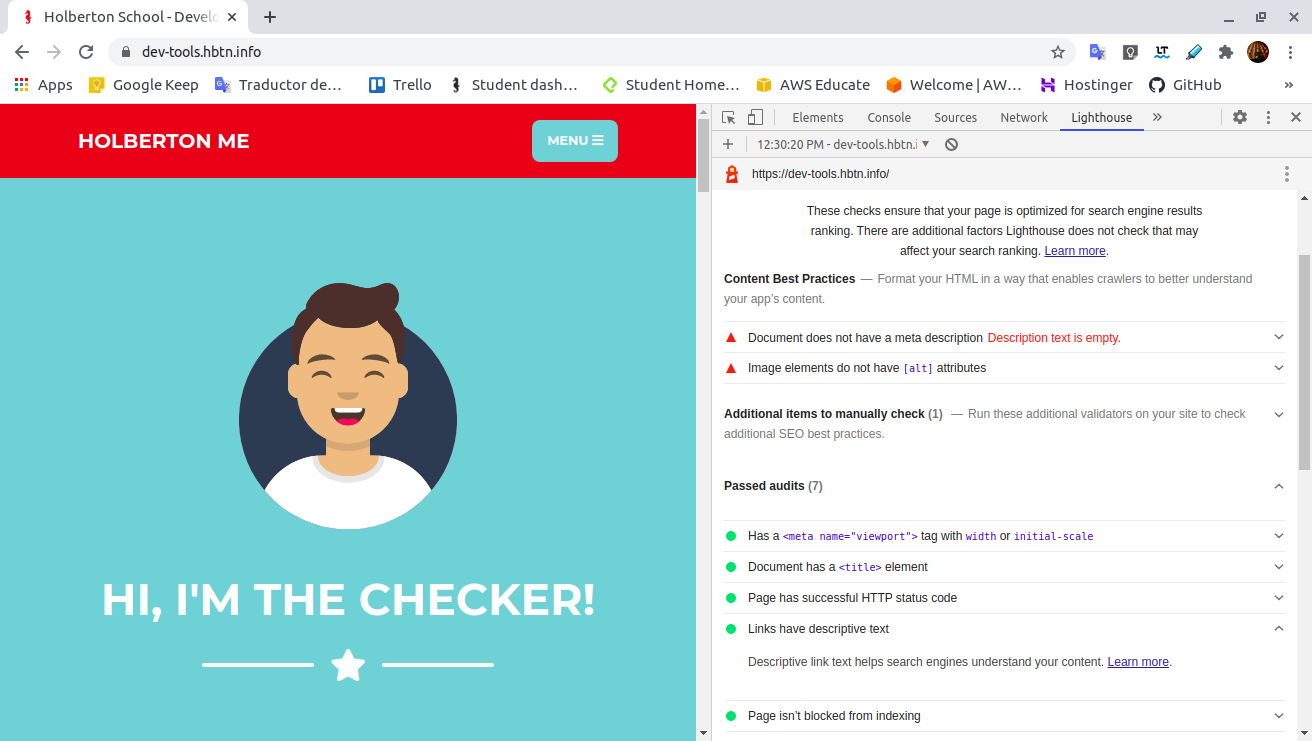 Holberton School - Develo
dev-tools.hbtn.info
LT
Apps
Google Keep
Traductor de…
Trello
Student dash…
Student Home…
AWS Educate
Welcome | AW…
Hostinger
GitHub
»
HOLBERTON ME
MENU ☰
HI, I'M THE CHECKER!
Elements Console Sources Network Lighthouse »
12:30:20 PM - dev-tools.hbtn.i
https://dev-tools.hbtn.info/
These checks ensure that your page is optimized for search engine results
ranking. There are additional factors Lighthouse does not check that may
affect your search ranking. Learn more.
Content Best Practices — Format your HTML in a way that enables crawlers to better understand
your app’s content.
Document does not have a meta description Description text is empty.
Image elements do not have [alt] attributes
Additional items to manually check (1) — Run these additional validators on your site to check
additional SEO best practices.
Passed audits (7)
Has a <meta name="viewport"> tag with width or initial-scale
Document has a <title> element
Page has successful HTTP status code
Links have descriptive text
Descriptive link text helps search engines understand your content. Learn more.
Page isn’t blocked from indexing